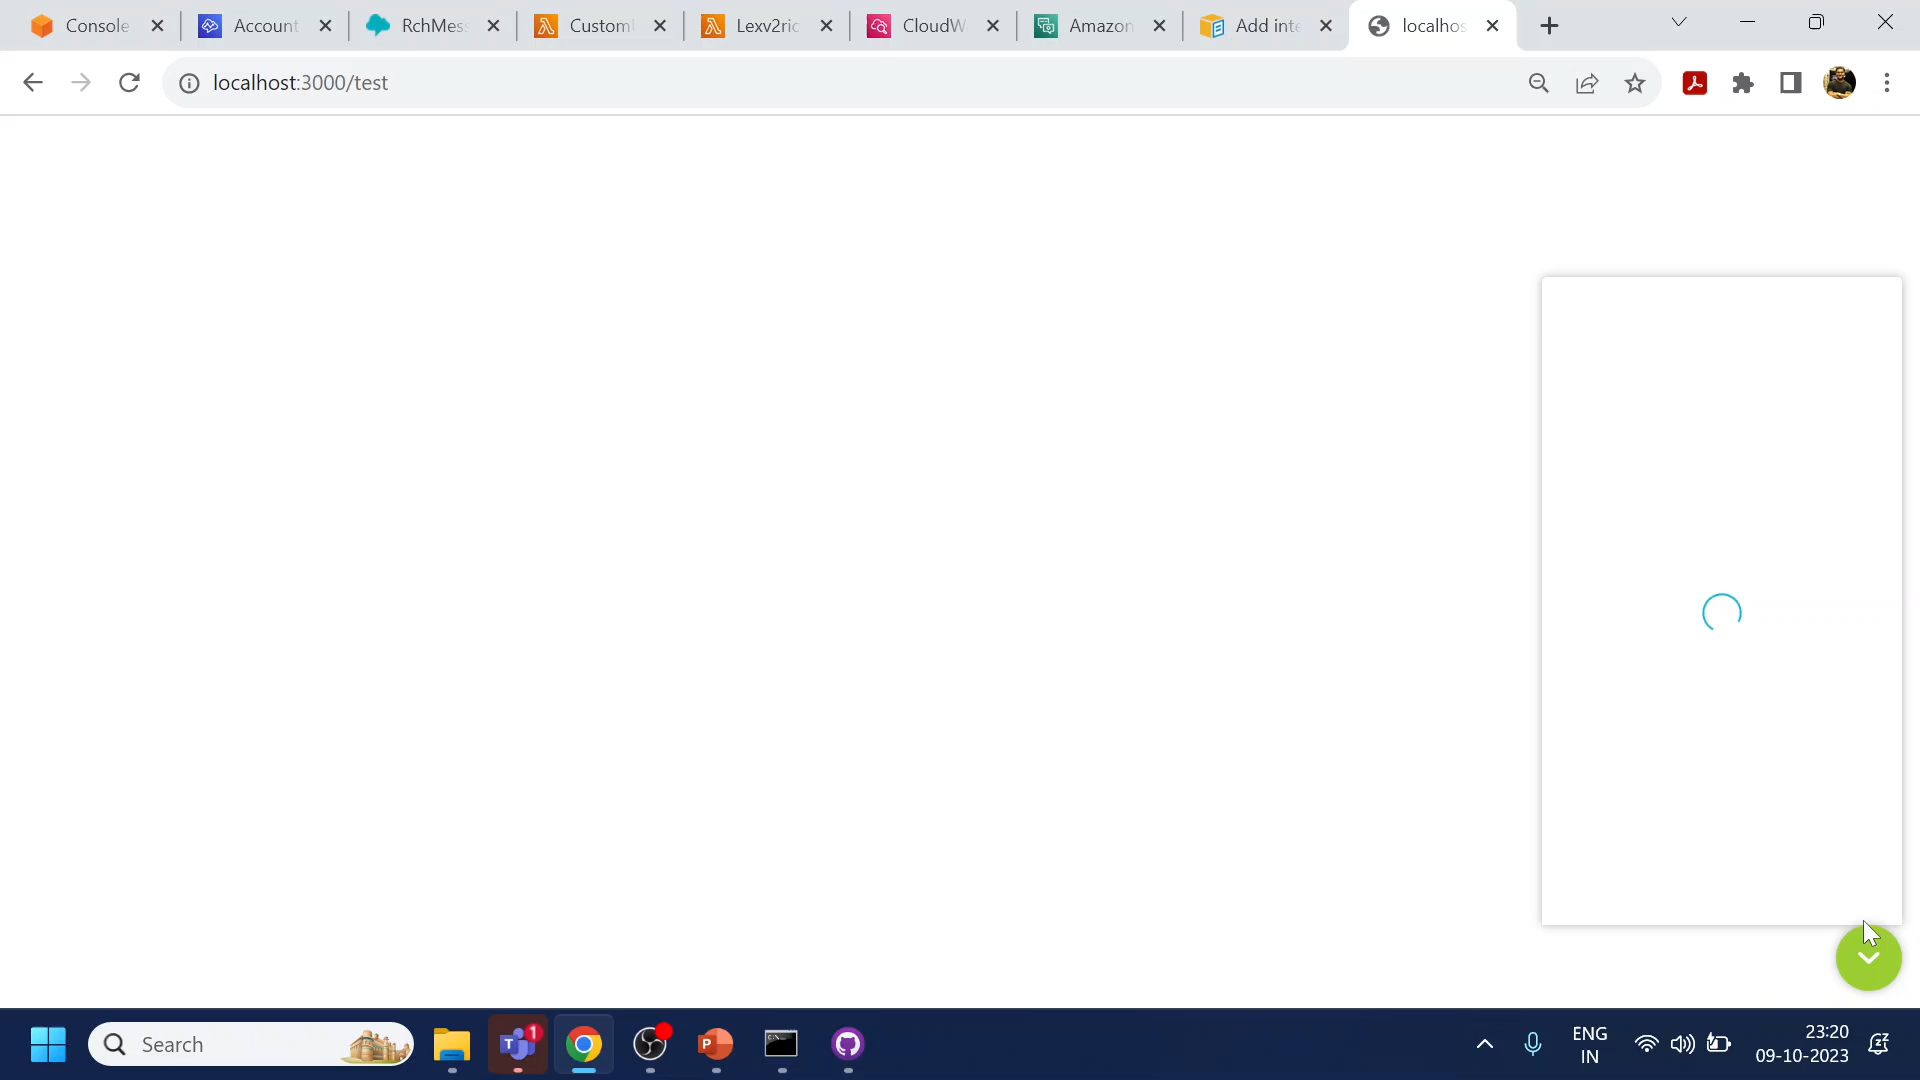 Console
Account
RchMes
Custom
Lexv2ric
CloudW
Amazon
Add inte
localhos
localhost:3000/test
Search
1
ENG
IN
23:20
09-10-2023